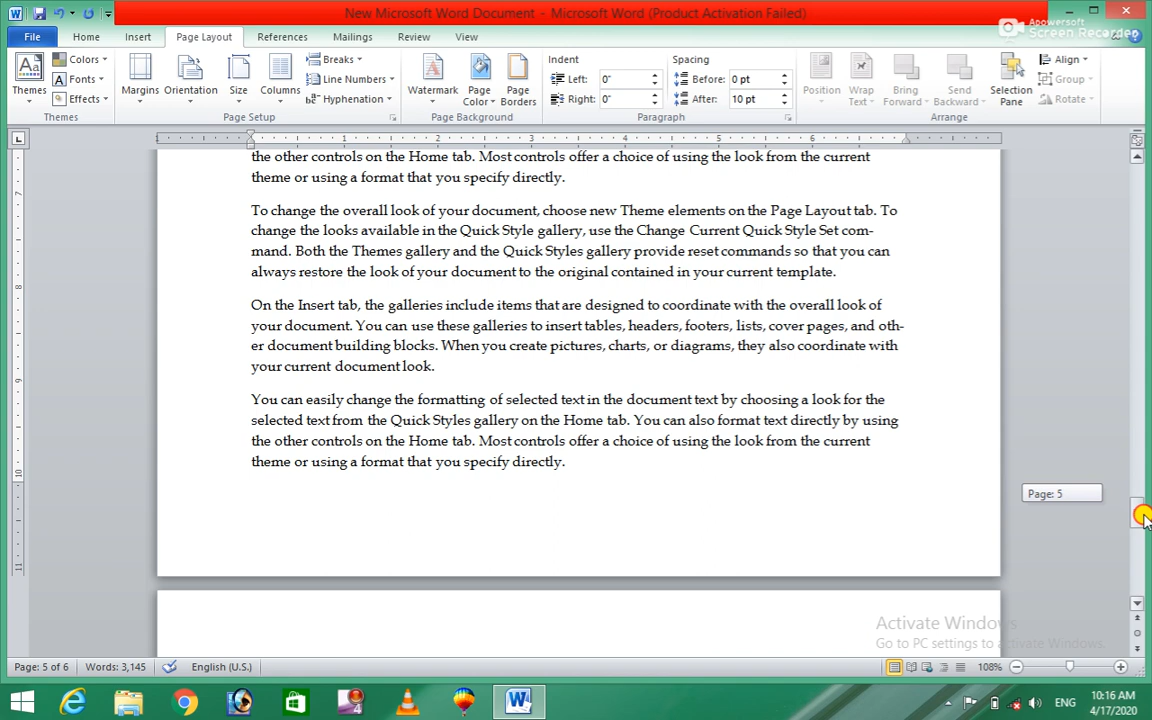 New Microsoft Word Document - Microsoft Word (Product Activation Failed)
Apowersoft
Screen Recorder
File Home Insert Page Layout References Mailings Review View
Themes
Colors
Fonts
Effects
Themes
Margins
Orientation
Size
Columns
Breaks
Line Numbers
Hyphenation
Page Setup
Watermark
Page Color
Page Borders
Page Background
Indent
Left: 0"
Right: 0"
Spacing
Before: 0 pt
After: 10 pt
Paragraph
Position
Wrap Text
Bring Forward
Send Backward
Selection Pane
Align
Group
Rotate
Arrange
1 2 3 4 5 6
7
8
9
10
11
the other controls on the Home tab. Most controls offer a choice of using the look from the current
theme or using a format that you specify directly.
To change the overall look of your document, choose new Theme elements on the Page Layout tab. To
change the looks available in the Quick Style gallery, use the Change Current Quick Style Set com-
mand. Both the Themes gallery and the Quick Styles gallery provide reset commands so that you can
always restore the look of your document to the original contained in your current template.
On the Insert tab, the galleries include items that are designed to coordinate with the overall look of
your document. You can use these galleries to insert tables, headers, footers, lists, cover pages, and oth-
er document building blocks. When you create pictures, charts, or diagrams, they also coordinate with
your current document look.
You can easily change the formatting of selected text in the document text by choosing a look for the
selected text from the Quick Styles gallery on the Home tab. You can also format text directly by using
the other controls on the Home tab. Most controls offer a choice of using the look from the current
theme or using a format that you specify directly.
Page: 5
Activate Windows
Go to PC settings to activate Windows.
Page: 5 of 6 Words: 3,145 English (U.S.) 108%
ENG
10:16 AM
4/17/2020